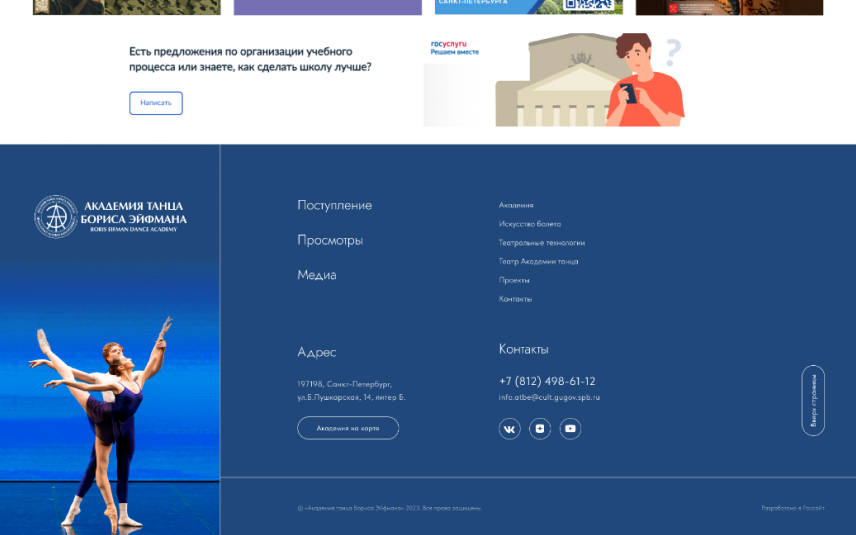 САНКТ-ПЕТЕРБУРГА
Есть предложения по организации учебного
процесса или знаете, как сделать школу лучше?
Написать
госуслуги
Решаем вместе
?
АКАДЕМИЯ ТАНЦА
БОРИСА ЭЙФМАНА
BORIS EIFMAN DANCE ACADEMY
Поступление
Просмотры
Медиа
Академия
Искусство балета
Театральные технологии
Театр Академии танца
Проекты
Контакты
Адрес
197198, Санкт-Петербург,
ул.Б.Пушкарская, 14, литер Б.
Академия на карте
Контакты
+7 (812) 498-61-12
info.atbe@cult.gugov.spb.ru
Вверх страницы
© «Академия танца Бориса Эйфмана» 2023. Все права защищены.
Разработано в Россайт